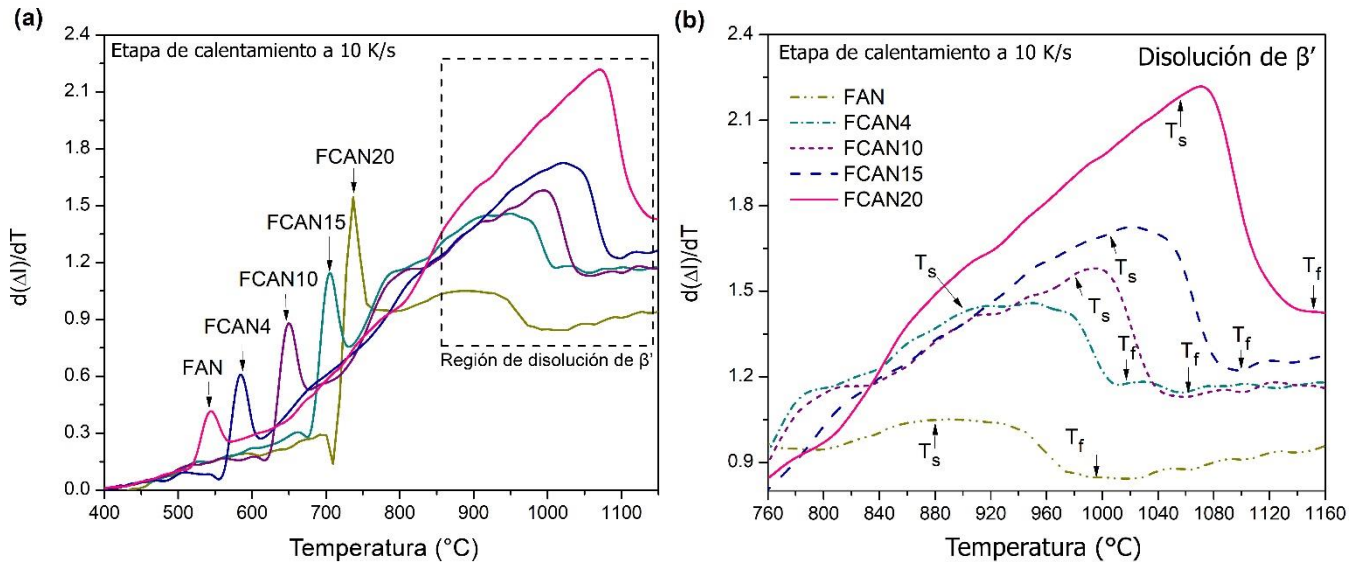 (a)
Etapa de calentamiento a 10 K/s
FAN
FCAN4
FCAN10
FCAN15
FCAN20
Región de disolución de β'
d(Δl)/dT
2.4
2.1
1.8
1.5
1.2
0.9
0.6
0.3
0.0
400 500 600 700 800 900 1000 1100
Temperatura (°C)
(b)
Etapa de calentamiento a 10 K/s
Disolución de β'
FAN
FCAN4
FCAN10
FCAN15
FCAN20
Ts
Tf
Ts
Ts
Ts
Tf
Tf
Tf
Ts
Tf
d(Δl)/dT
2.4
2.1
1.8
1.5
1.2
0.9
760 800 840 880 920 960 1000 1040 1080 1120 1160
Temperatura (°C)